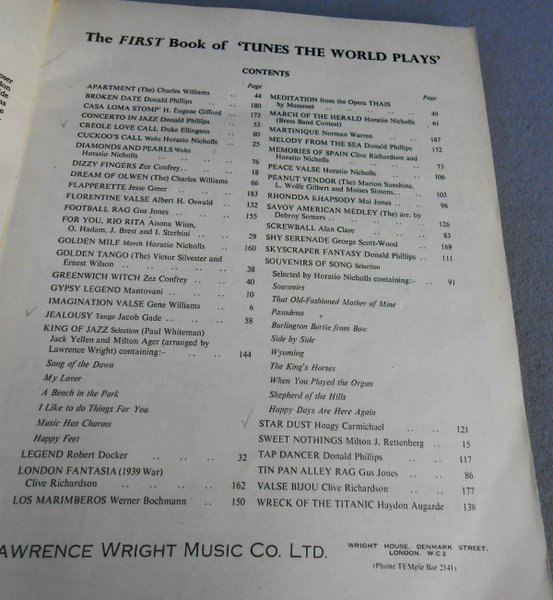 oser
don
de
as
The FIRST Book of 'TUNES THE WORLD PLAYS'
CONTENTS
Page
APARTMENT (The) Charles Williams .. 44
BROKEN DATE Donald Phillips .. .. 180
CASA LOMA STOMP' H. Eugene Gifford .. 173
CONCERTO IN JAZZ Donald Phillips .. 53
CREOLE LOVE CALL Duke Ellington .. 80
CUCKOO'S CALL Waltz Horatio Nicholls .. 25
DIAMONDS AND PEARLS Waltz
Horatio Nicholls .. .. .. 76
DIZZY FINGERS Zez Confrey .. .. 18
DREAM OF OLWEN (The) Charles Williams 66
FLAPPERETTE Jesse Greer .. .. 183
FLORENTINE VALSE Albert H. Oswald .. 132
FOOTBALL RAG Gus Jones .. .. 155
FOR YOU, RIO RITA Anona Winn,
O. Hadam, J. Brest and I. Sterbini .. 29
GOLDEN MILF March Horatio Nicholls .. 160
GOLDEN TANGO (The) Victor Silvester and
Ernest Wilson .. .. .. .. 38
GREENWICH WITCH Zez Confrey .. .. 40
GYPSY LEGEND Mantovani .. .. 10
IMAGINATION VALSE Gene Williams .. 6
JEALOUSY Tango Jacob Gade .. .. 58
KING OF JAZZ Selection (Paul Whiteman)
Jack Yellen and Milton Ager (arranged by
Lawrence Wright) containing:- .. 144
Song of the Dawn
My Lover
A Bench in the Park
I Like to do Things For You
Music Has Charms
Happy Feet
LEGEND Robert Docker .. .. 32
LONDON FANTASIA (1939 War)
Clive Richardson .. .. .. 162
LOS MARIMBEROS Werner Bochmann .. 150
Page
MEDITATION from the Opera THAIS
by Massenet .. .. .. .. 49
MARCH OF THE HERALD Horatio Nicholls
(Brass Band Contest) .. .. .. 61
MARTINIQUE Norman Warren .. .. 187
MELODY FROM THE SEA Donald Phillips 152
MEMORIES OF SPAIN Clive Richardson and
Horatio Nicholls .. .. .. 73
PEACE VALSE Horatio Nicholls .. .. 106
PEANUT VENDOR (The) Marion Sunshine,
L. Wolfe Gilbert and Moises Simons.. 103
RHONDDA RHAPSODY Mai Jones .. 98
SAVOY AMERICAN MEDLEY (The) arr. by
Debroy Somers .. .. .. .. 126
SCREWBALL Alan Clare .. .. .. 83
SHY SERENADE George Scott-Wood .. 169
SKYSCRAPER FANTASY Donald Phillips .. 111
SOUVENIRS OF SONG Selection
Selected by Horatio Nicholls containing:- .. 91
Souvenirs
That Old-Fashioned Mother of Mine
Pasadena
Burlington Bertie from Bow
Side by Side
Wyoming
The King's Horses
When You Played the Organ
Shepherd of the Hills
Happy Days Are Here Again
STAR DUST Hoagy Carmichael .. .. 121
SWEET NOTHINGS Milton J. Rettenberg .. 15
TAP DANCER Donald Phillips .. .. 117
TIN PAN ALLEY RAG Gus Jones .. .. 86
VALSE BIJOU Clive Richardson .. .. 177
WRECK OF THE TITANIC Haydon Augarde 138
LAWRENCE WRIGHT MUSIC CO. LTD.
WRIGHT HOUSE, DENMARK STREET,
LONDON, W.C.2
(Phone TEMple Bar 2141)